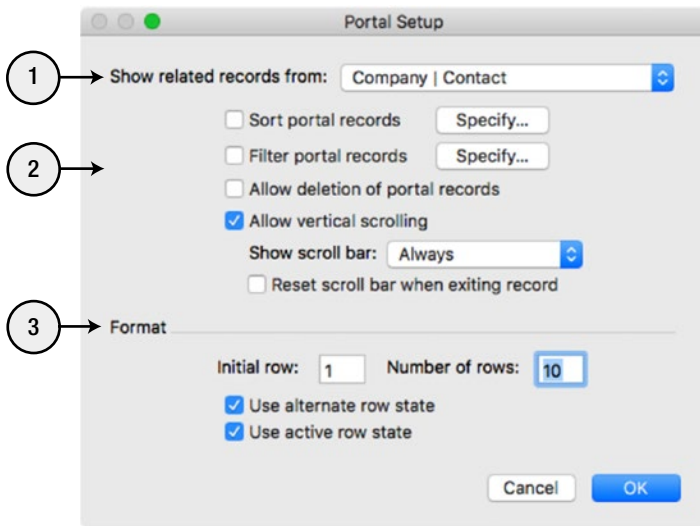 Portal Setup
1 Show related records from: Company | Contact
Sort portal records Specify...
2 Filter portal records Specify...
Allow deletion of portal records
Allow vertical scrolling
Show scroll bar: Always
Reset scroll bar when exiting record
3 Format
Initial row: 1 Number of rows: 10
Use alternate row state
Use active row state
Cancel OK